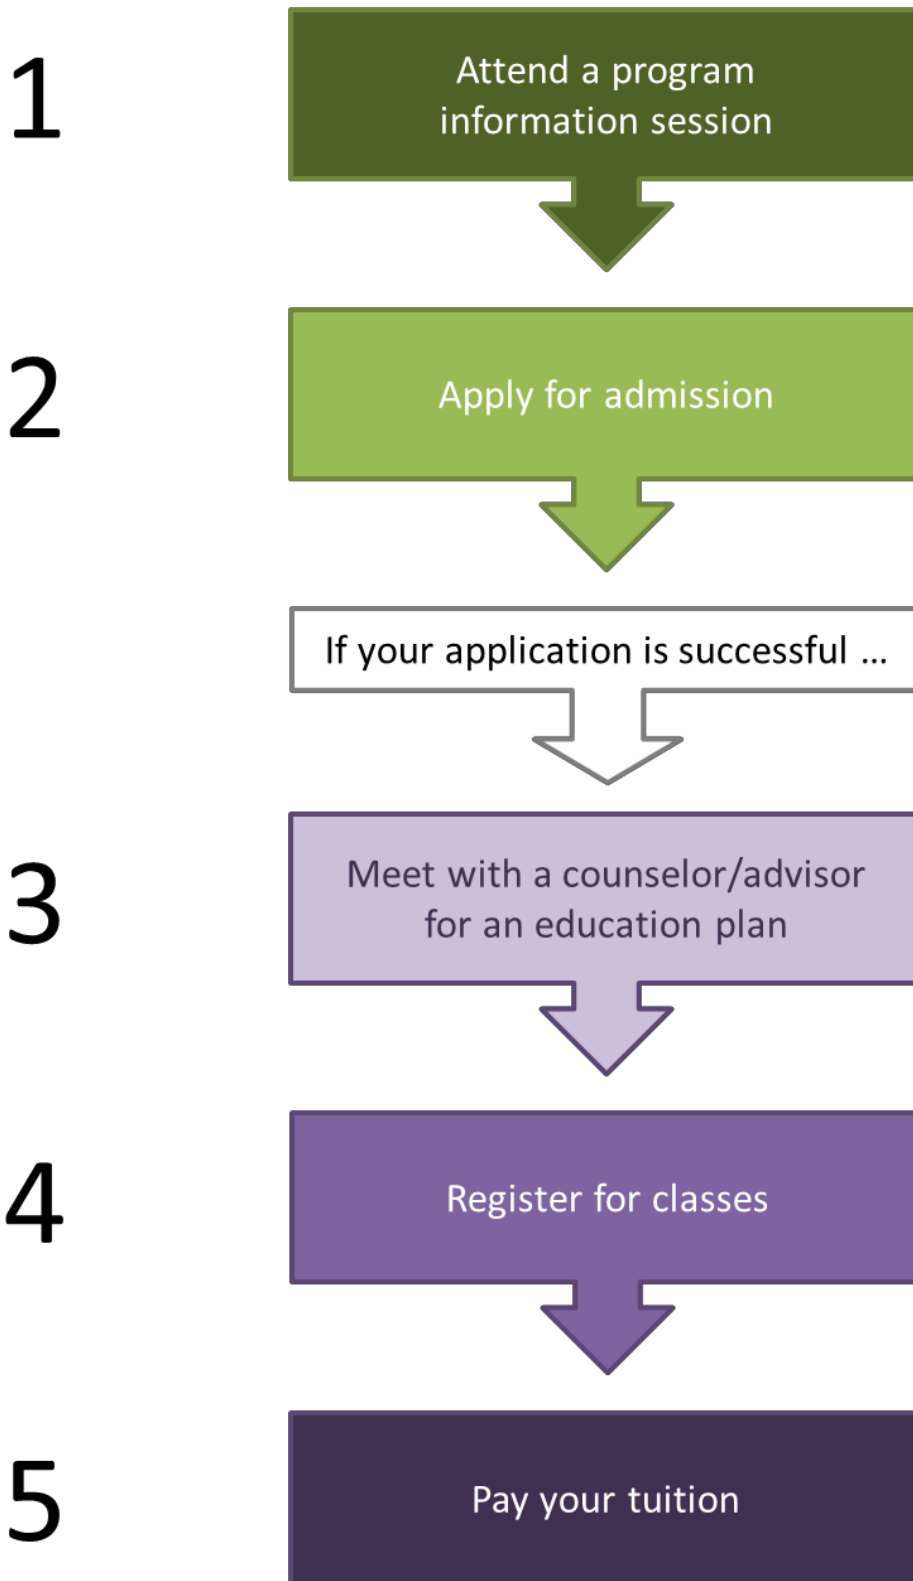 1
Attend a program
information session
2
Apply for admission
If your application is successful ...
3
Meet with a counselor/advisor
for an education plan
4
Register for classes
5
Pay your tuition